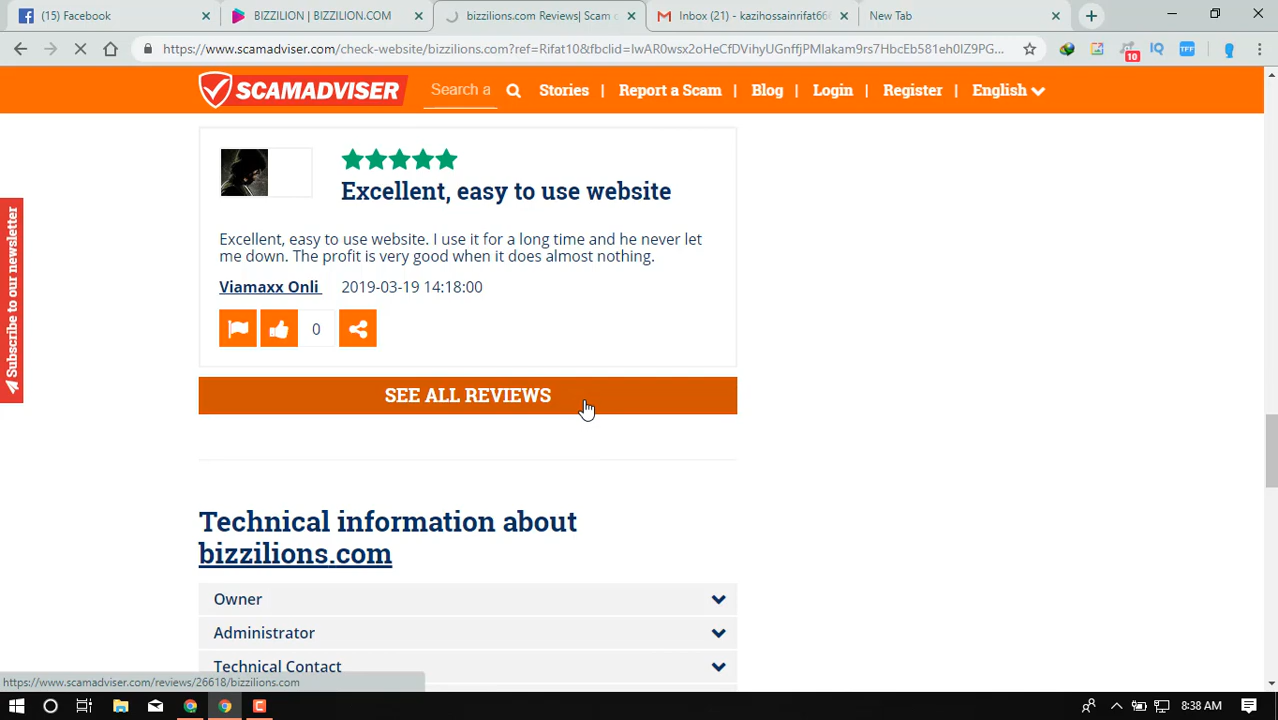 (15) Facebook
BIZZILION | BIZZILION.COM
bizzilions.com Reviews| Scam c
Inbox (21) - kazihossainrifat66
New Tab
https://www.scamadviser.com/check-website/bizzilions.com?ref=Rifat10&fbclid=IwAR0wsx2oHeCfDVihyUGnffjPMIakam9rs7HbcEb581eh0IZ9PG...
10
IQ
TFF
SCAMADVISER
Search a
Stories | Report a Scam | Blog | Login | Register | English
Subscribe to our newsletter
Excellent, easy to use website
Excellent, easy to use website. I use it for a long time and he never let
me down. The profit is very good when it does almost nothing.
Viamaxx Onli 2019-03-19 14:18:00
0
SEE ALL REVIEWS
Technical information about
bizzilions.com
Owner
Administrator
Technical Contact
https://www.scamadviser.com/reviews/26618/bizzilions.com
8:38 AM